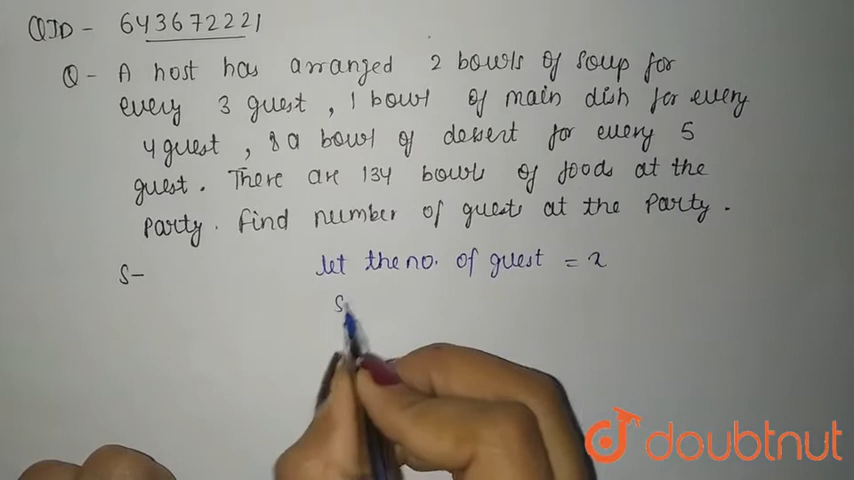 QID - 643672221
Q - A host has arranged 2 bowls of soup for
every 3 guest, 1 bowl of main dish for every
4 guest, & a bowl of dessert for every 5
guest. There are 134 bowls of foods at the
party. find number of guests at the party.
S- let the no. of guest = x
S
doubtnut